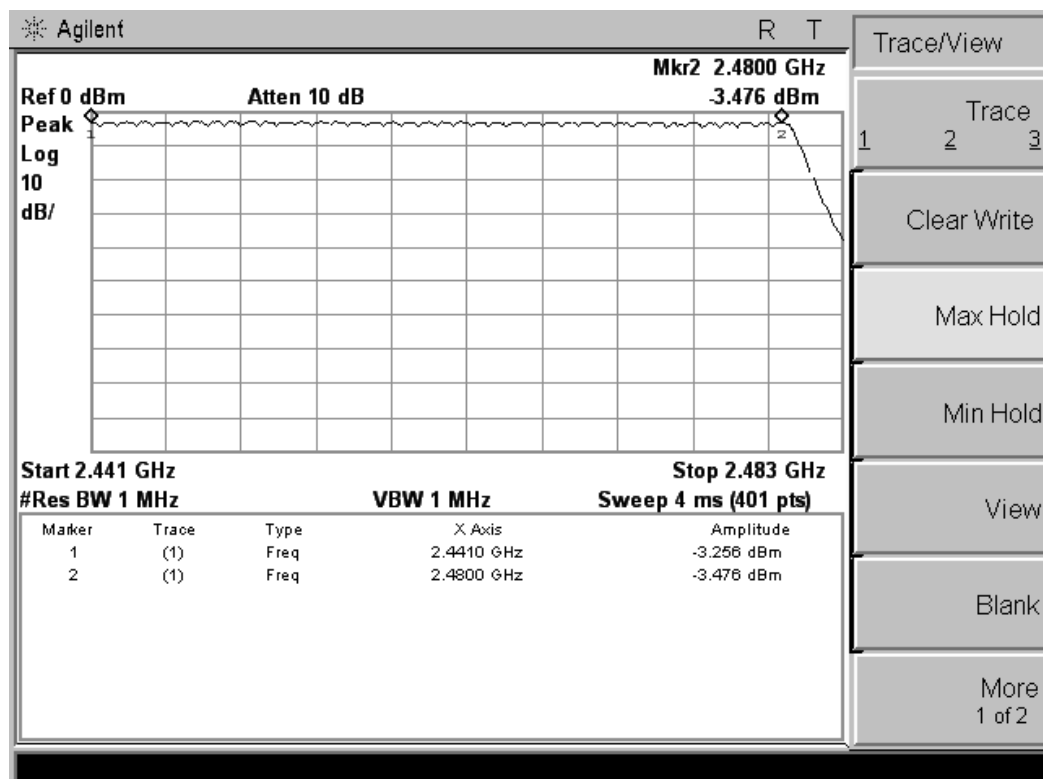 Agilent R T
Trace/View
Mkr2 2.4800 GHz
Ref 0 dBm Atten 10 dB -3.476 dBm
Peak
Log
10
dB/
1
2
Trace
1 2 3
Clear Write
Max Hold
Min Hold
View
Blank
More
1 of 2
Start 2.441 GHz Stop 2.483 GHz
#Res BW 1 MHz VBW 1 MHz Sweep 4 ms (401 pts)
Marker Trace Type X Axis Amplitude
1 (1) Freq 2.4410 GHz -3.256 dBm
2 (1) Freq 2.4800 GHz -3.476 dBm